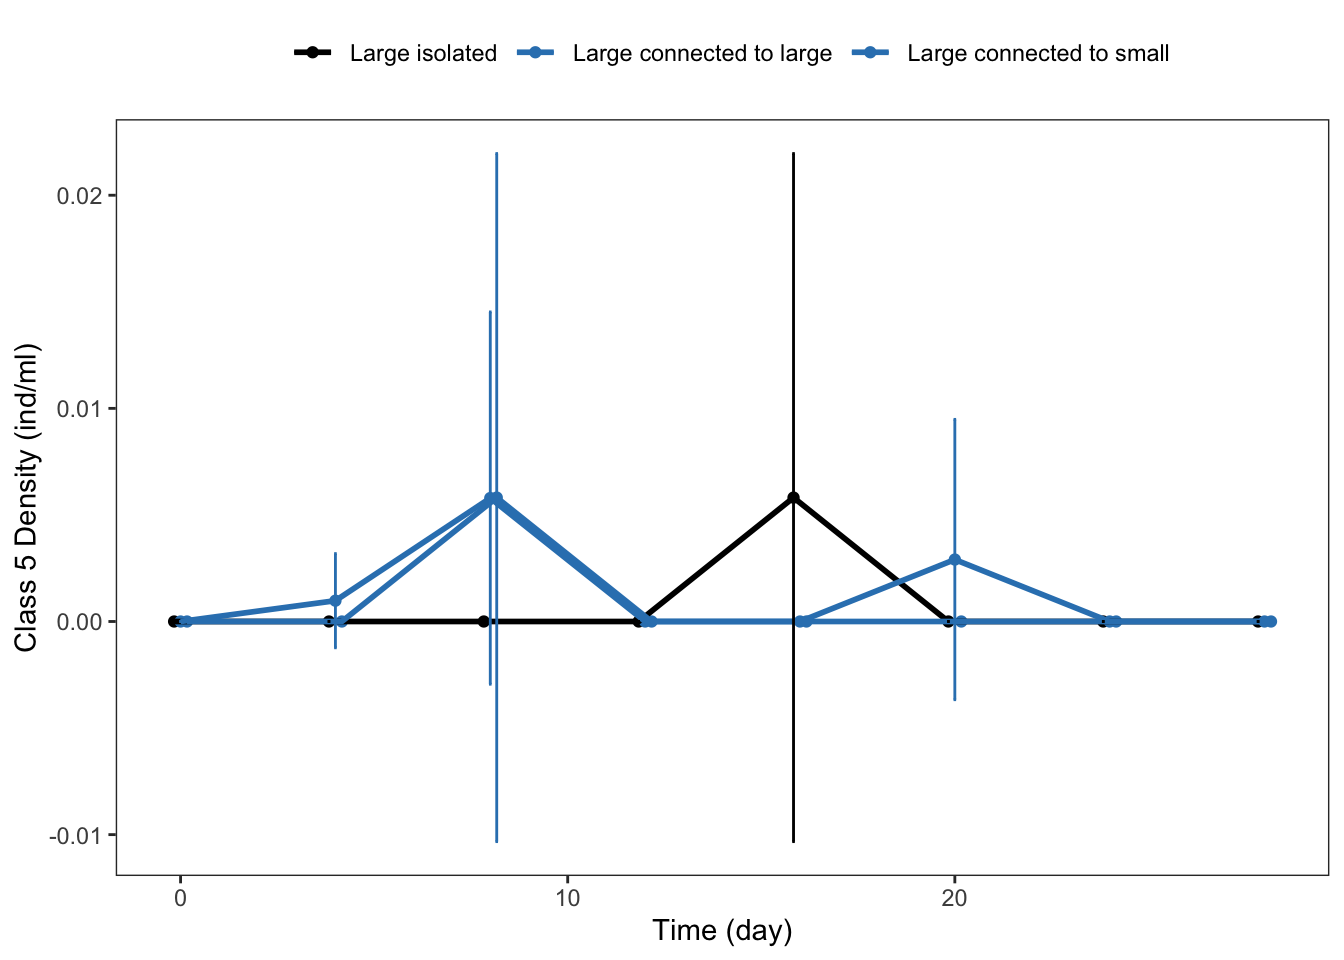 Large isolated Large connected to large Large connected to small
0.02
0.01
0.00
-0.01
Class 5 Density (ind/ml)
0 10 20
Time (day)